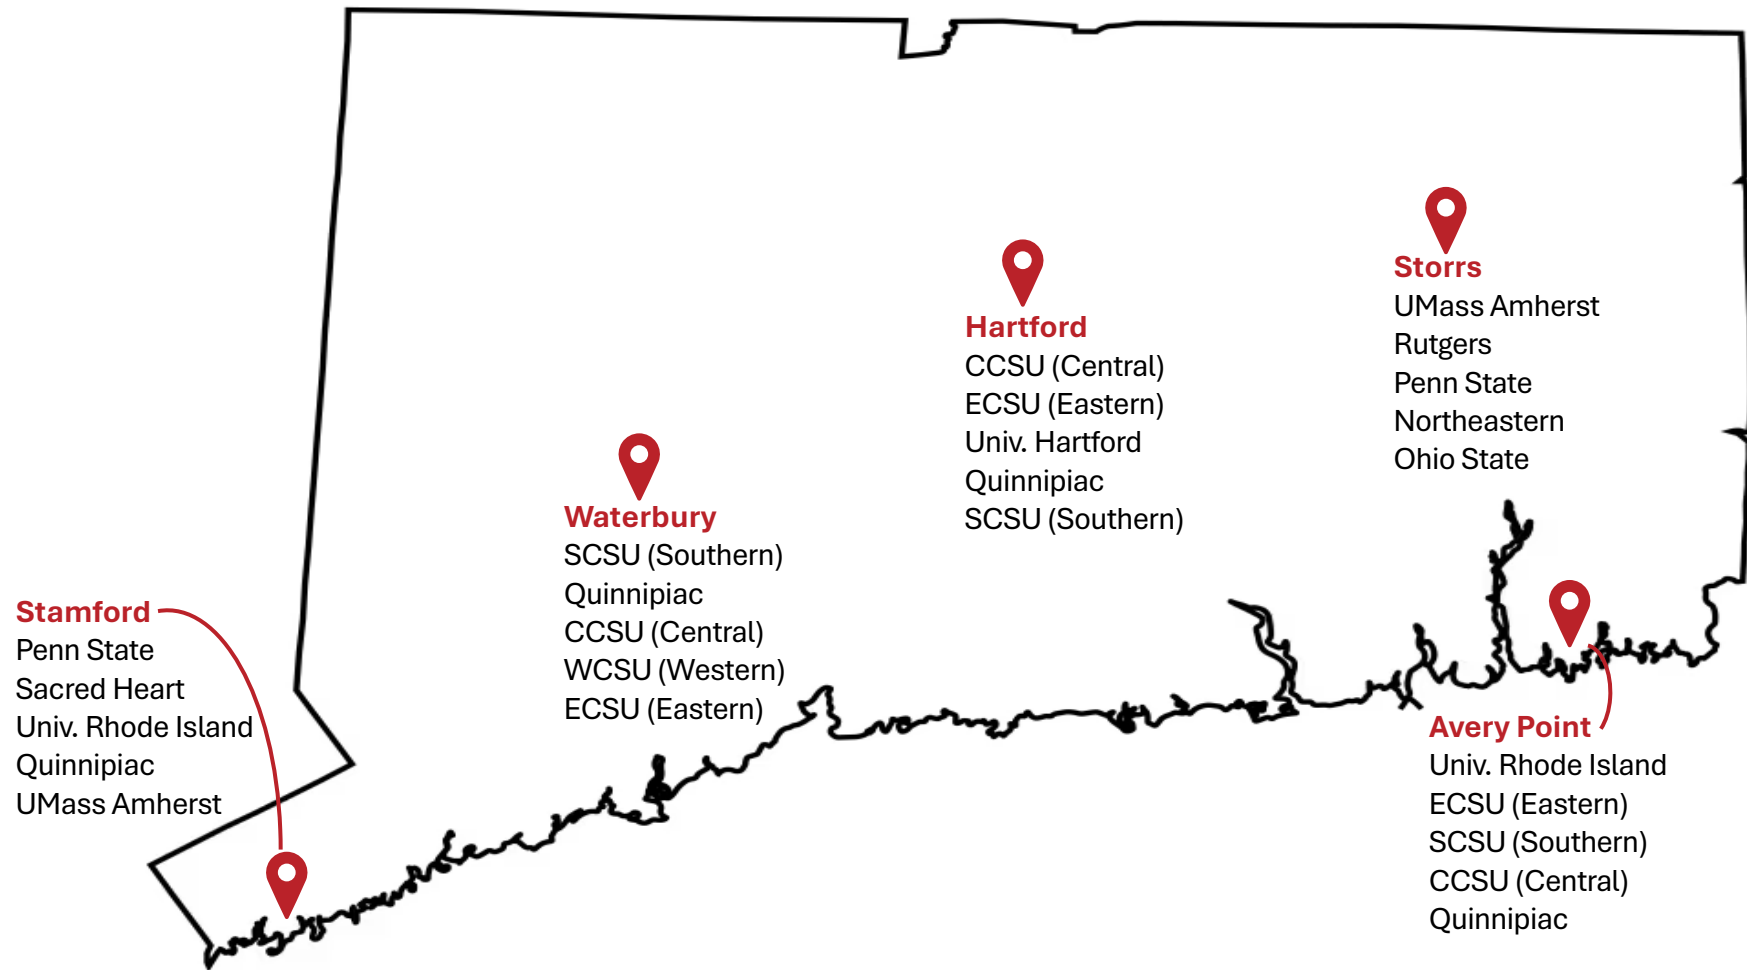 Storrs
UMass Amherst
Rutgers
Penn State
Northeastern
Ohio State
Hartford
CCSU (Central)
ECSU (Eastern)
Univ. Hartford
Quinnipiac
SCSU (Southern)
Waterbury
SCSU (Southern)
Quinnipiac
CCSU (Central)
WCSU (Western)
ECSU (Eastern)
Stamford
Penn State
Sacred Heart
Univ. Rhode Island
Quinnipiac
UMass Amherst
Avery Point
Univ. Rhode Island
ECSU (Eastern)
SCSU (Southern)
CCSU (Central)
Quinnipiac